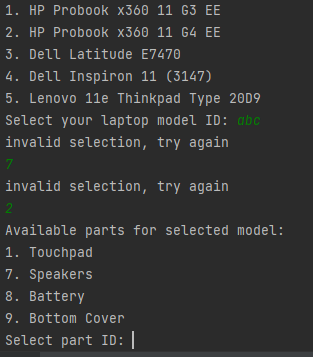 1. HP Probook x360 11 G3 EE
2. HP Probook x360 11 G4 EE
3. Dell Latitude E7470
4. Dell Inspiron 11 (3147)
5. Lenovo 11e Thinkpad Type 20D9
Select your laptop model ID: abc
invalid selection, try again
7
invalid selection, try again
2
Available parts for selected model:
1. Touchpad
7. Speakers
8. Battery
9. Bottom Cover
Select part ID: